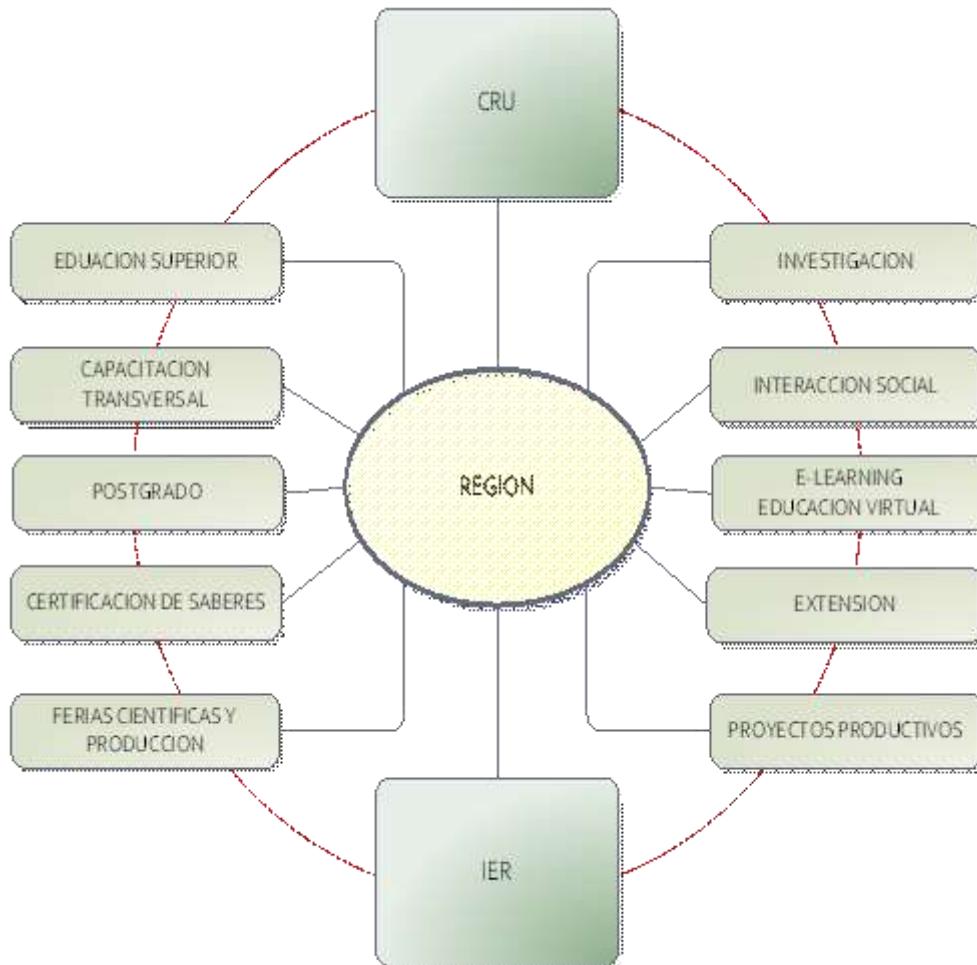 CRU
EDUACION SUPERIOR
INVESTIGACION
CAPACITACION
TRANSVERSAL
INTERACCION SOCIAL
POSTGRADO
REGION
E-LEARNING
EDUCACION VIRTUAL
CERTIFICACION DE SABERES
EXTENSION
FERIAS CIENTIFICAS Y
PRODUCCION
PROYECTOS PRODUCTIVOS
IER